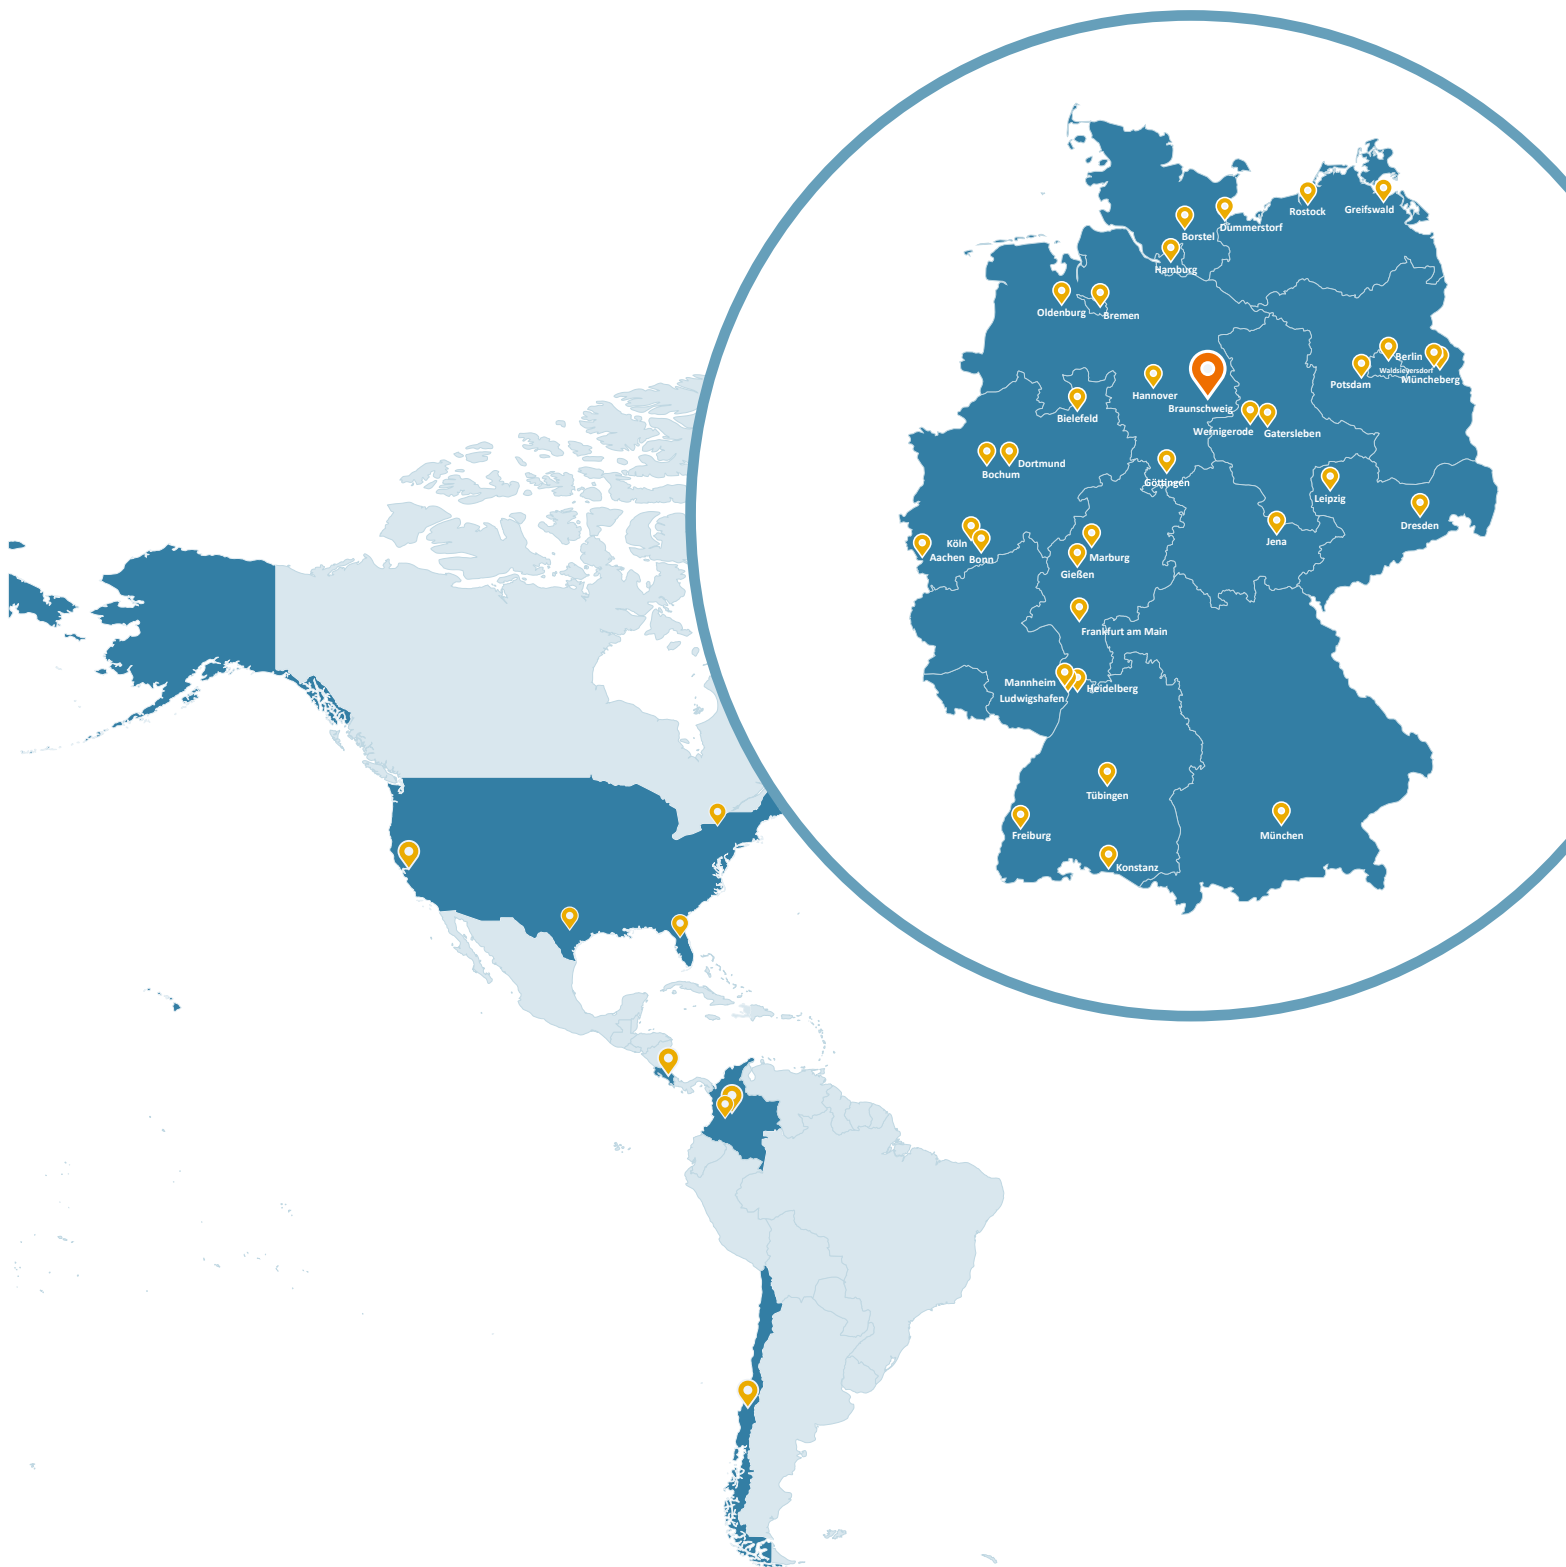 Rostock
Greifswald
Dummerstorf
Borstel
Hamburg
Oldenburg
Bremen
Berlin
Waldsieversdorf
Müncheberg
Potsdam
Hannover
Braunschweig
Bielefeld
Wernigerode
Gatersleben
Dortmund
Bochum
Göttingen
Leipzig
Dresden
Jena
Köln
Aachen
Bonn
Marburg
Gießen
Frankfurt am Main
Mannheim
Heidelberg
Ludwigshafen
Tübingen
Freiburg
München
Konstanz